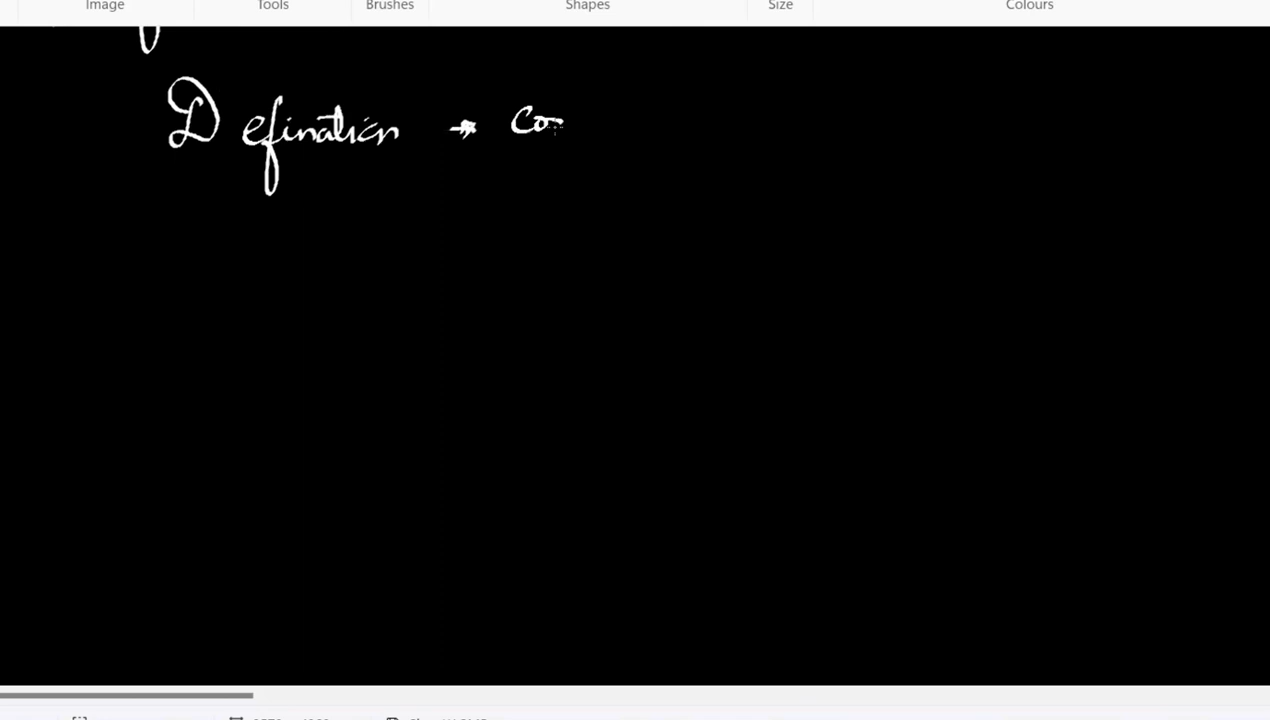 Image Tools Brushes Shapes Size Colours
Defination → Co